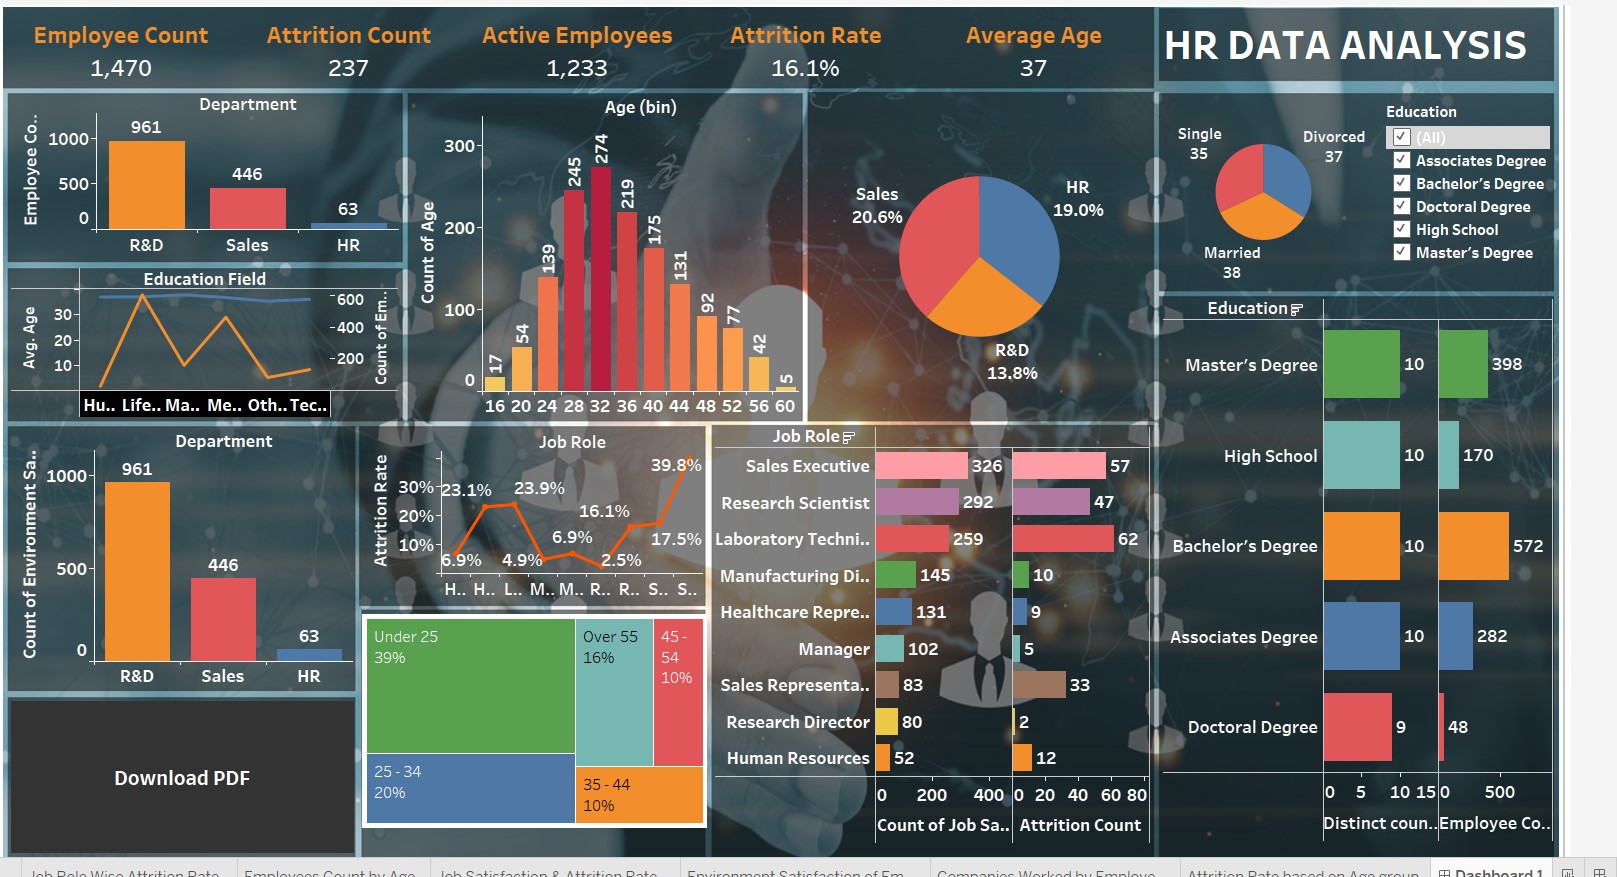 Employee Count
1,470
Attrition Count
237
Active Employees
1,233
Attrition Rate
16.1%
Average Age
37
HR DATA ANALYSIS
Department
Employee Co..
1000
500
0
961
446
63
R&D
Sales
HR
Education Field
Avg. Age
30
20
10
600
400
200
Count of Em..
Hu.. Life.. Ma.. Me.. Oth.. Tec..
Age (bin)
Count of Age
300
200
100
0
17
54
139
245
274
219
175
131
92
77
42
5
16 20 24 28 32 36 40 44 48 52 56 60
Sales
20.6%
HR
19.0%
R&D
13.8%
Single
35
Divorced
37
Married
38
Education
(All)
Associates Degree
Bachelor's Degree
Doctoral Degree
High School
Master's Degree
Department
Count of Environment Sa..
1000
500
0
961
446
63
R&D
Sales
HR
Job Role
Attrition Rate
30%
20%
10%
6.9%
23.1%
23.9%
4.9%
6.9%
2.5%
16.1%
17.5%
39.8%
H.. H.. L.. M.. M.. R.. R.. S.. S..
Under 25
39%
25 - 34
20%
Over 55
16%
45 -
54
10%
35 - 44
10%
Download PDF
Job Role
Sales Executive 326 57
Research Scientist 292 47
Laboratory Techni.. 259 62
Manufacturing Di.. 145 10
Healthcare Repre.. 131 9
Manager 102 5
Sales Representa.. 83 33
Research Director 80 2
Human Resources 52 12
0 200 400 0 20 40 60 80
Count of Job Sa.. Attrition Count
Education
Master's Degree 10 398
High School 10 170
Bachelor's Degree 10 572
Associates Degree 10 282
Doctoral Degree 9 48
0 5 10 15 0 500
Distinct coun.. Employee Co..
Job Role Wise Attrition Rate
Employees Count by Age
Job Satisfaction & Attrition Rate
Environment Satisfaction of Em...
Companies Worked by Employe...
Attrition Rate based on Age group
Dashboard 1